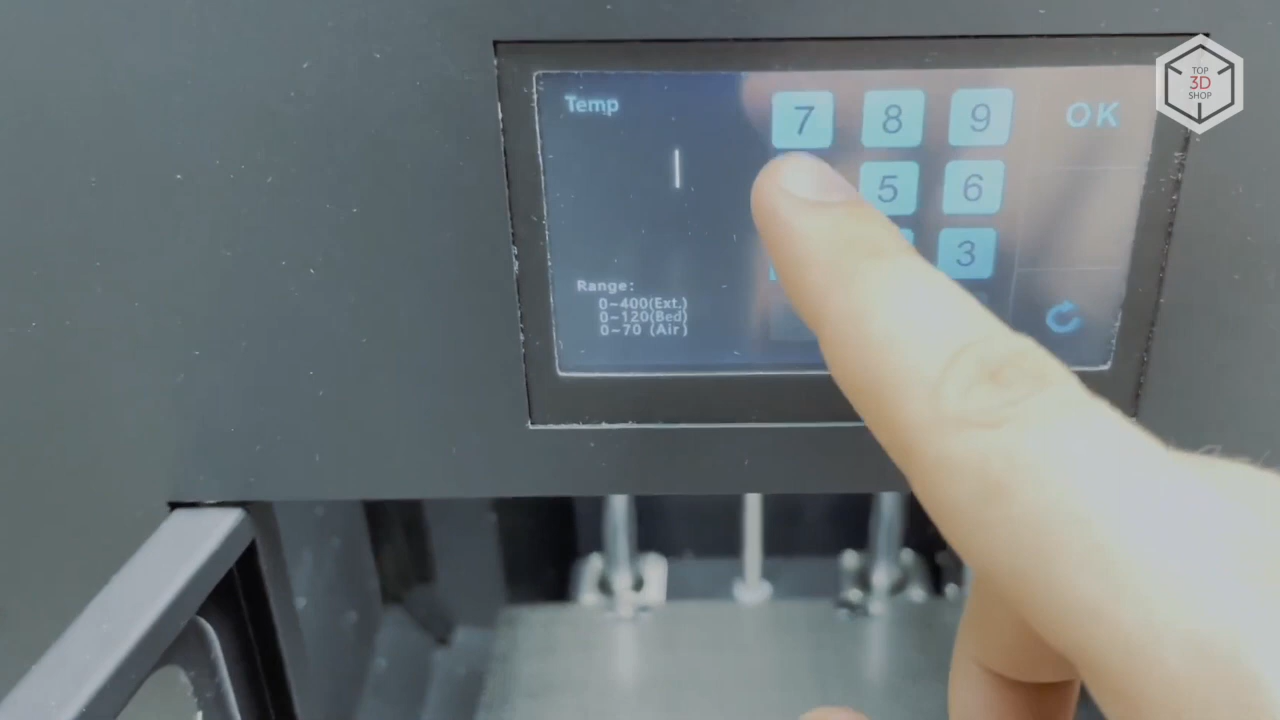 Temp
7 8 9
OK
5 6
3
Range:
0-400(Ext.)
0-120(Bed)
0-70 (Air)
TOP
3D
SHOP